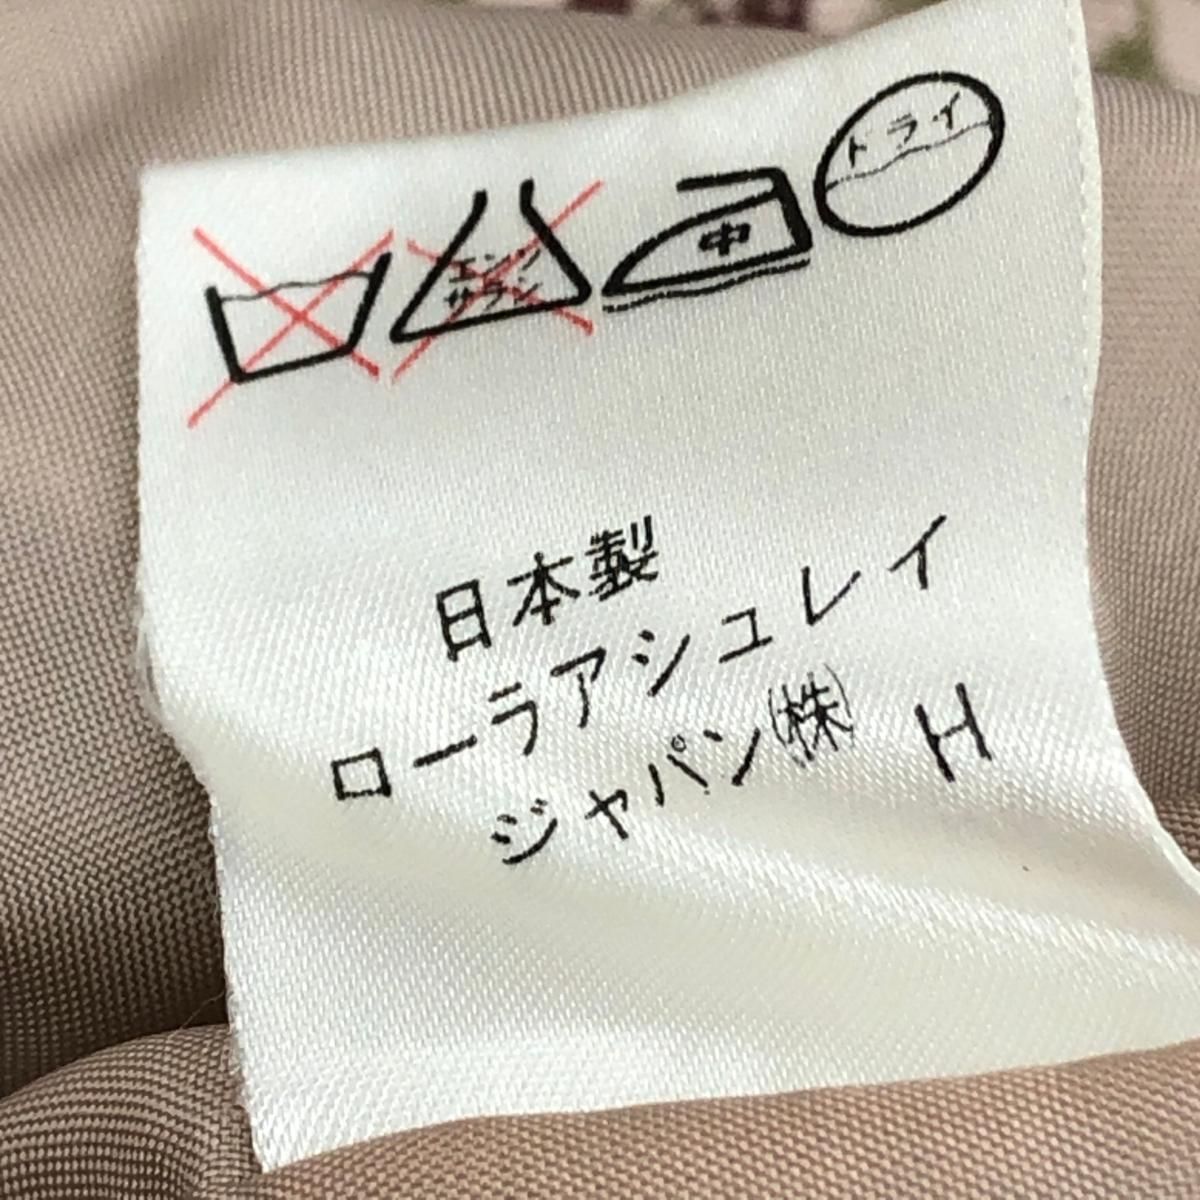 エンソ
サラシ
中
ドライ
日本製
ローラアシュレイ
ジャパン㈱ H